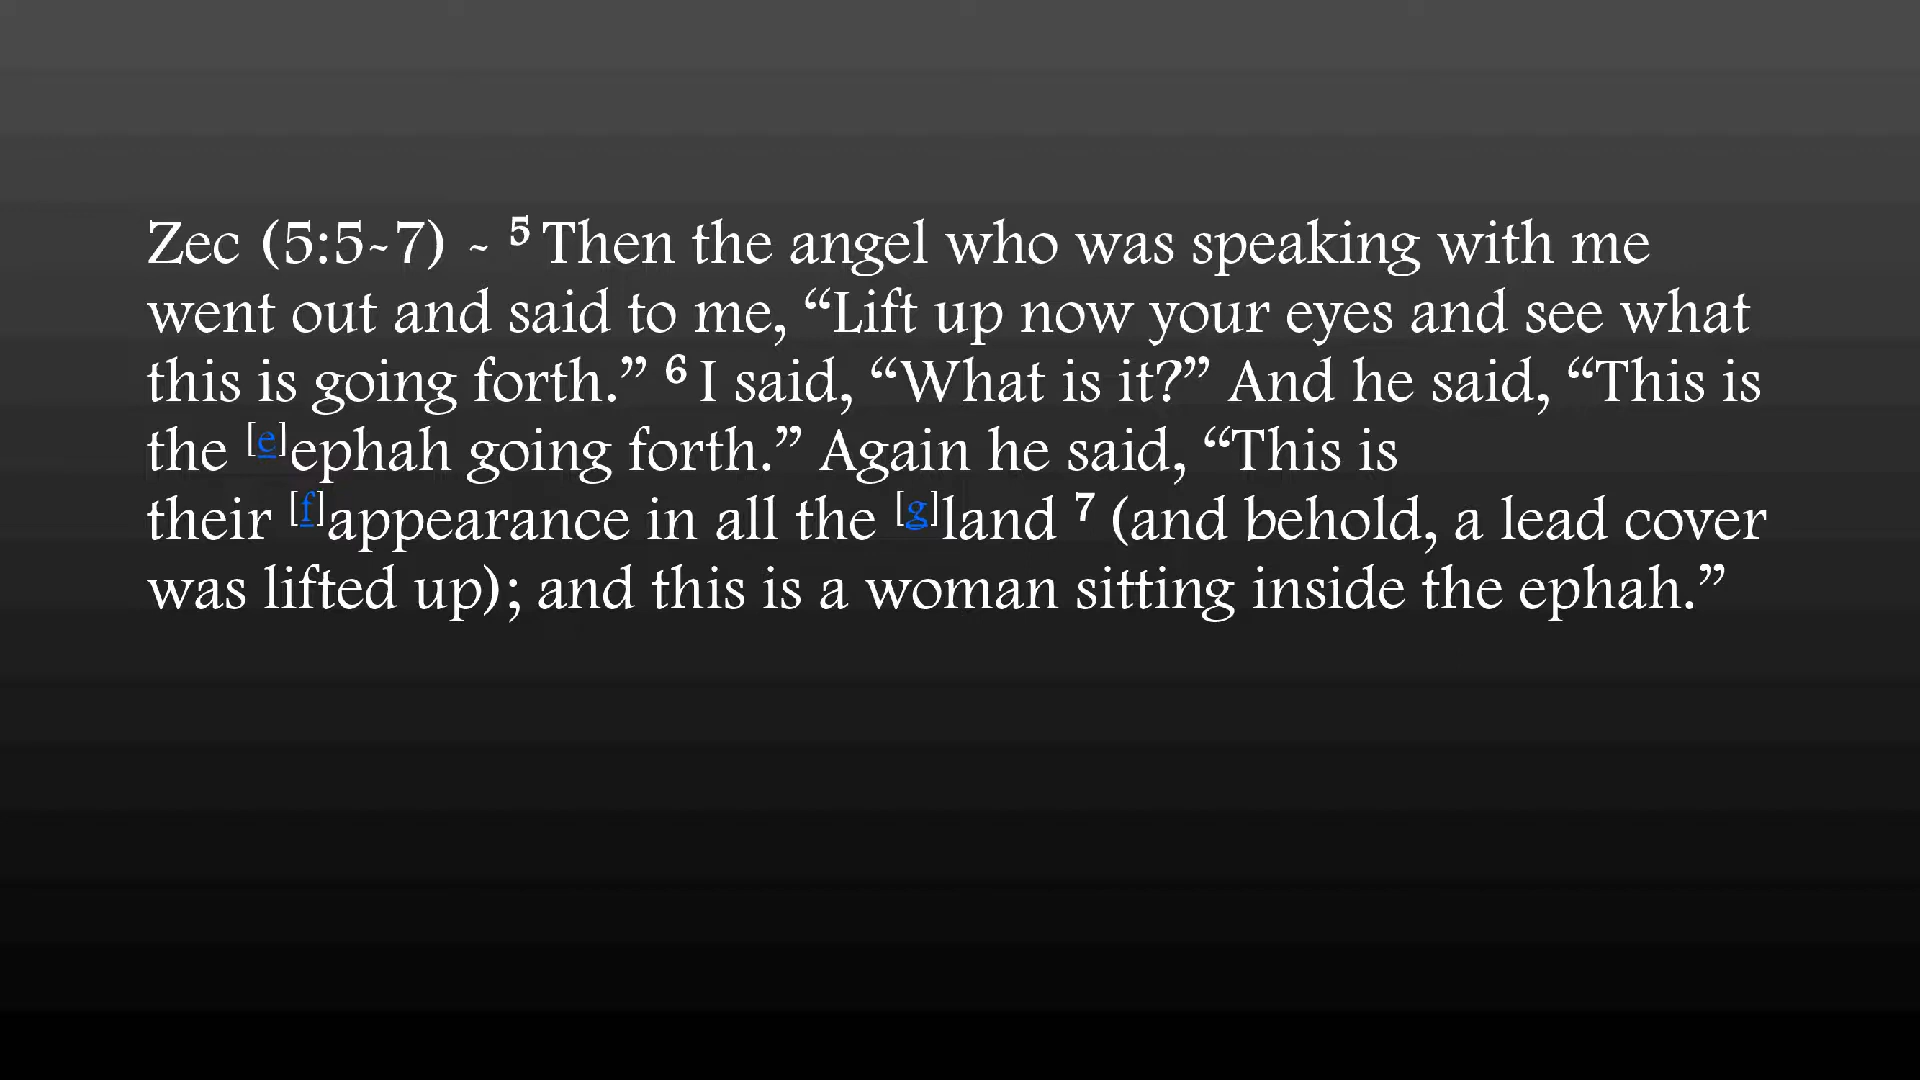 Zec (5:5-7) - 5 Then the angel who was speaking with me
went out and said to me, “Lift up now your eyes and see what
this is going forth.” 6 I said, “What is it?” And he said, “This is
the [e]ephah going forth.” Again he said, “This is
their [f]appearance in all the [g]land 7 (and behold, a lead cover
was lifted up); and this is a woman sitting inside the ephah.”